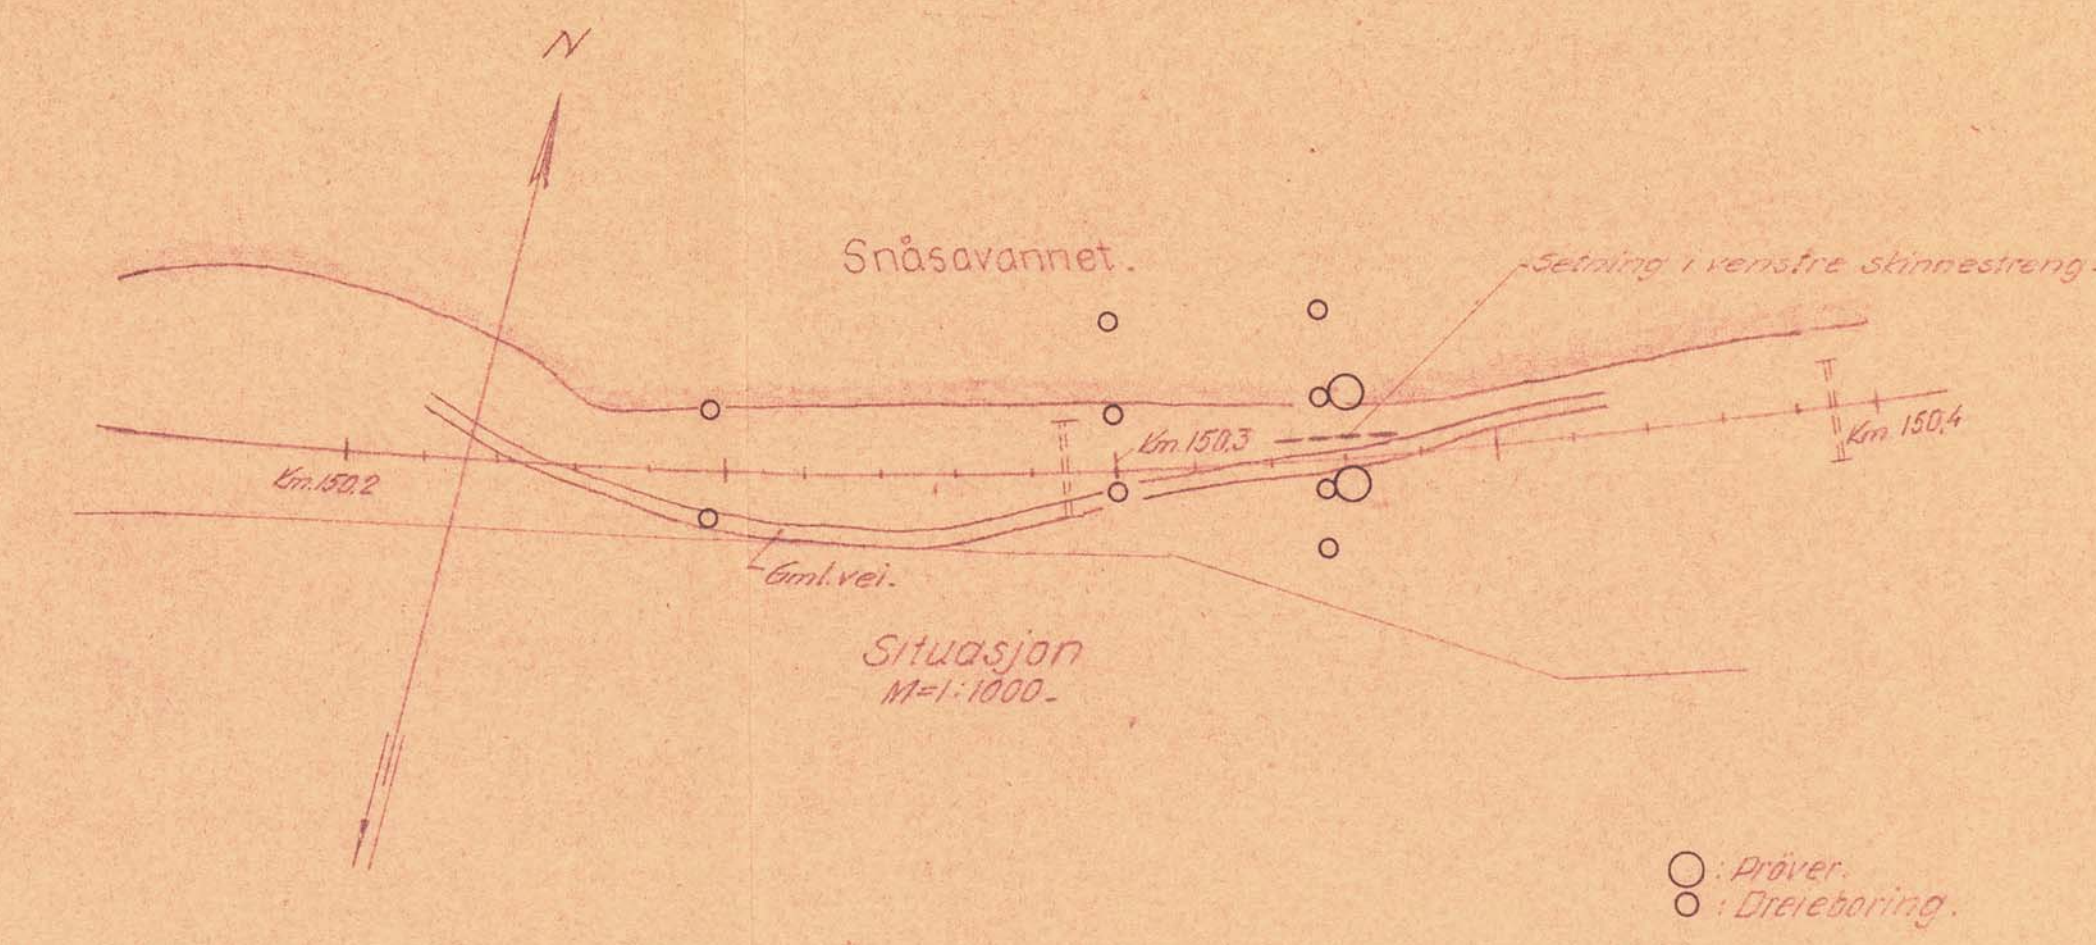 N
Snåsavannet.
Setning i venstre skinnestreng.
Km. 150,3
Km 150,4
Km. 150,2
Gml. vei.
Situasjon
M=1:1000.
: Pröver.
: Dreieboring.